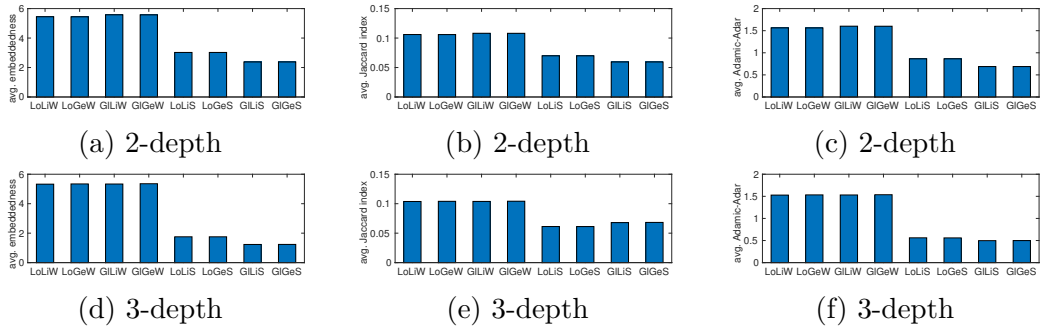 avg. embeddedness
6
4
2
0
LoLiW LoGeW GlLiW GlGeW LoLiS LoGeS GlLiS GlGeS
(a) 2-depth
avg. Jaccard index
0.15
0.1
0.05
0
LoLiW LoGeW GlLiW GlGeW LoLiS LoGeS GlLiS GlGeS
(b) 2-depth
avg. Adamic-Adar
2
1.5
1
0.5
0
LoLiW LoGeW GlLiW GlGeW LoLiS LoGeS GlLiS GlGeS
(c) 2-depth
avg. embeddedness
6
4
2
0
LoLiW LoGeW GlLiW GlGeW LoLiS LoGeS GlLiS GlGeS
(d) 3-depth
avg. Jaccard index
0.15
0.1
0.05
0
LoLiW LoGeW GlLiW GlGeW LoLiS LoGeS GlLiS GlGeS
(e) 3-depth
avg. Adamic-Adar
2
1.5
1
0.5
0
LoLiW LoGeW GlLiW GlGeW LoLiS LoGeS GlLiS GlGeS
(f) 3-depth